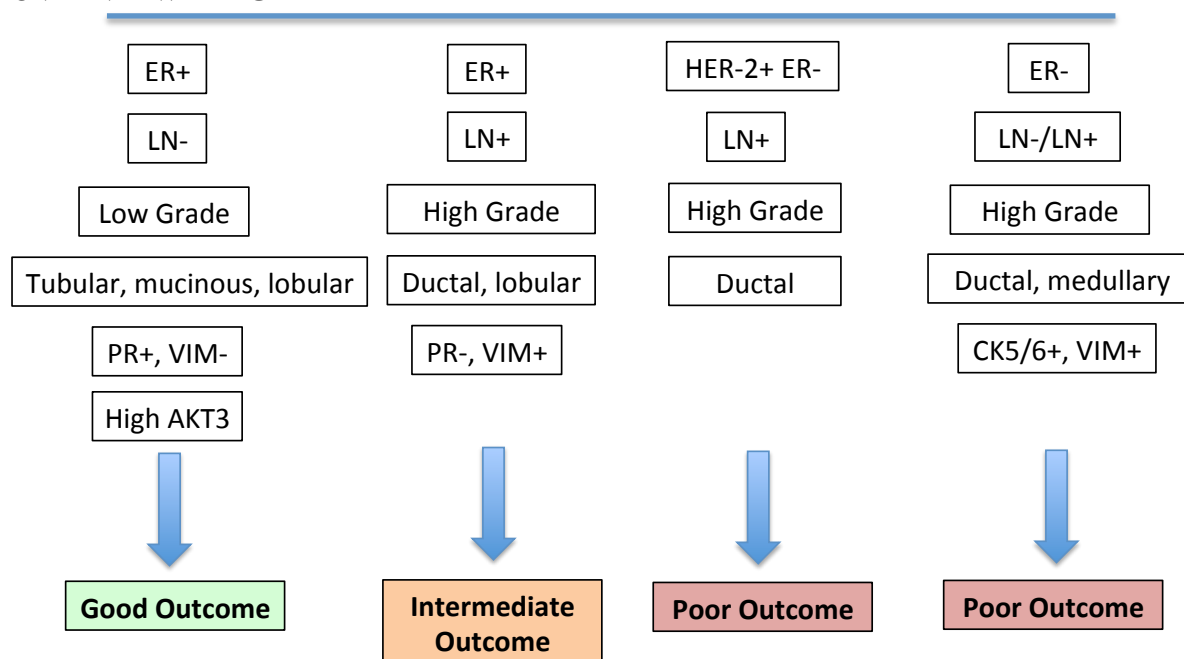 ER+
LN-
Low Grade
Tubular, mucinous, lobular
PR+, VIM-
High AKT3
Good Outcome
ER+
LN+
High Grade
Ductal, lobular
PR-, VIM+
Intermediate
Outcome
HER-2+ ER-
LN+
High Grade
Ductal
Poor Outcome
ER-
LN-/LN+
High Grade
Ductal, medullary
CK5/6+, VIM+
Poor Outcome